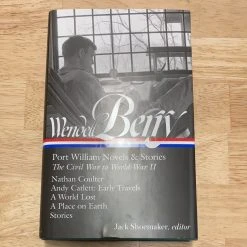 Wendell Berry
Port William Novels & Stories
The Civil War to World War II
Nathan Coulter
Andy Catlett: Early Travels
A World Lost
A Place on Earth
Stories
Jack Shoemaker, editor